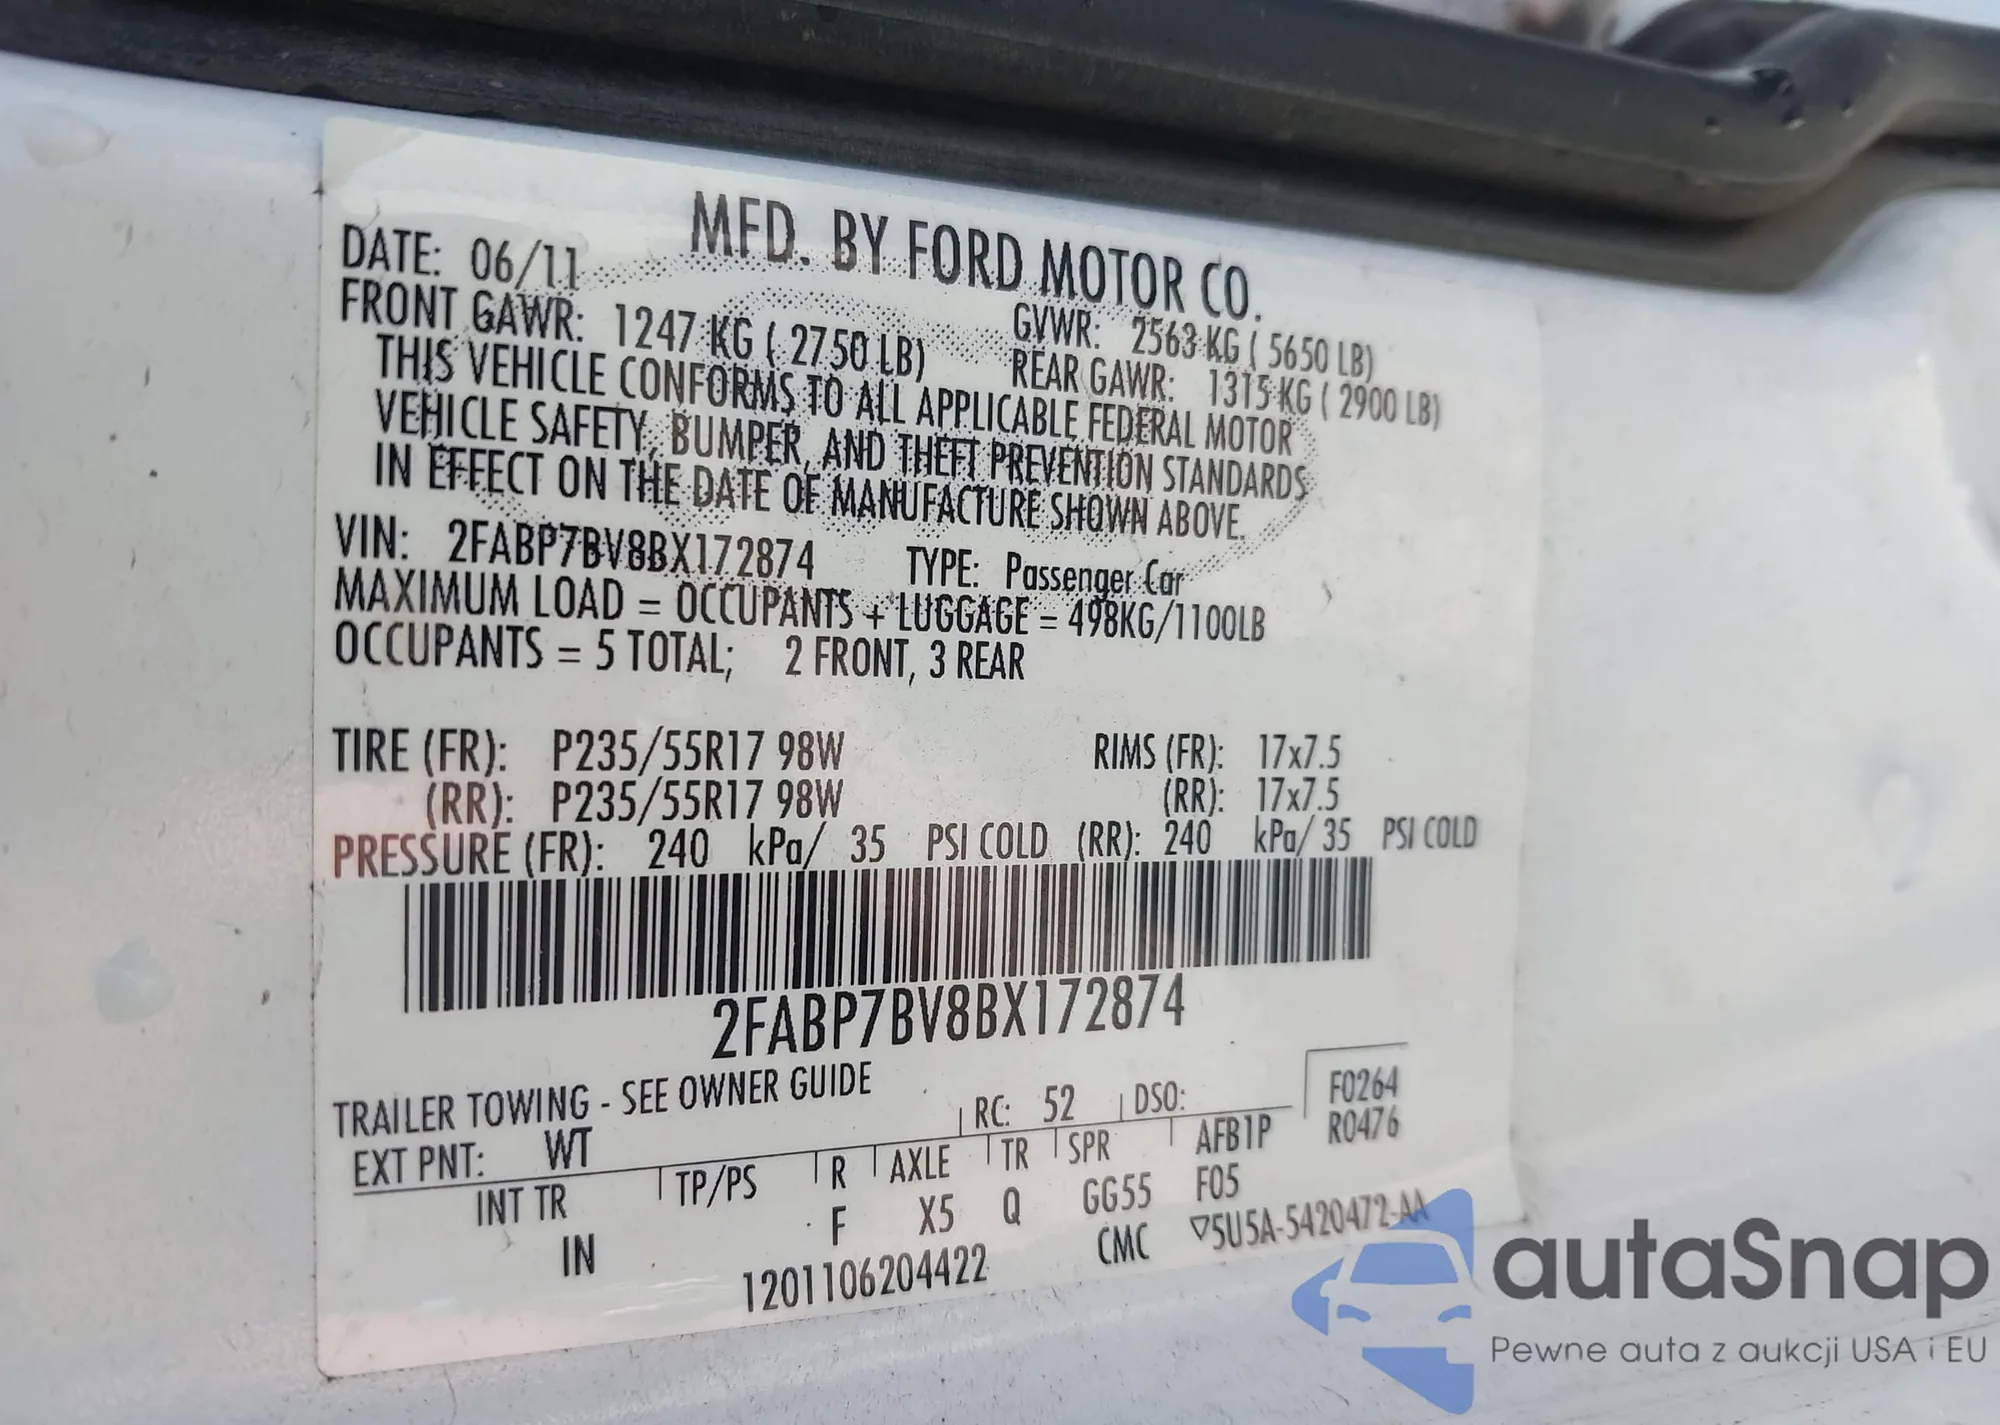 MFD. BY FORD MOTOR CO.
DATE: 06/11
GVWR: 2563 KG ( 5650 LB)
FRONT GAWR: 1247 KG ( 2750 LB)
REAR GAWR: 1315 KG ( 2900 LB)
THIS VEHICLE CONFORMS TO ALL APPLICABLE FEDERAL MOTOR
VEHICLE SAFETY, BUMPER, AND THEFT PREVENTION STANDARDS
IN EFFECT ON THE DATE OF MANUFACTURE SHOWN ABOVE.
VIN: 2FABP7BV8BX172874 TYPE: Passenger Car
MAXIMUM LOAD = OCCUPANTS + LUGGAGE = 498KG/1100LB
OCCUPANTS = 5 TOTAL; 2 FRONT, 3 REAR
TIRE (FR): P235/55R17 98W RIMS (FR): 17x7.5
(RR): P235/55R17 98W (RR): 17x7.5
PRESSURE (FR): 240 kPa/ 35 PSI COLD (RR): 240 kPa/ 35 PSI COLD
2FABP7BV8BX172874
TRAILER TOWING - SEE OWNER GUIDE
EXT PNT: WT RC: 52 DSO: F0264
R0476
INT TR TP/PS R AXLE TR SPR AFB1P
IN F X5 Q GG55 F05
1201106204422 CMC ▽5U5A-5420472-AA
autaSnap
Pewne auta z aukcji USA i EU